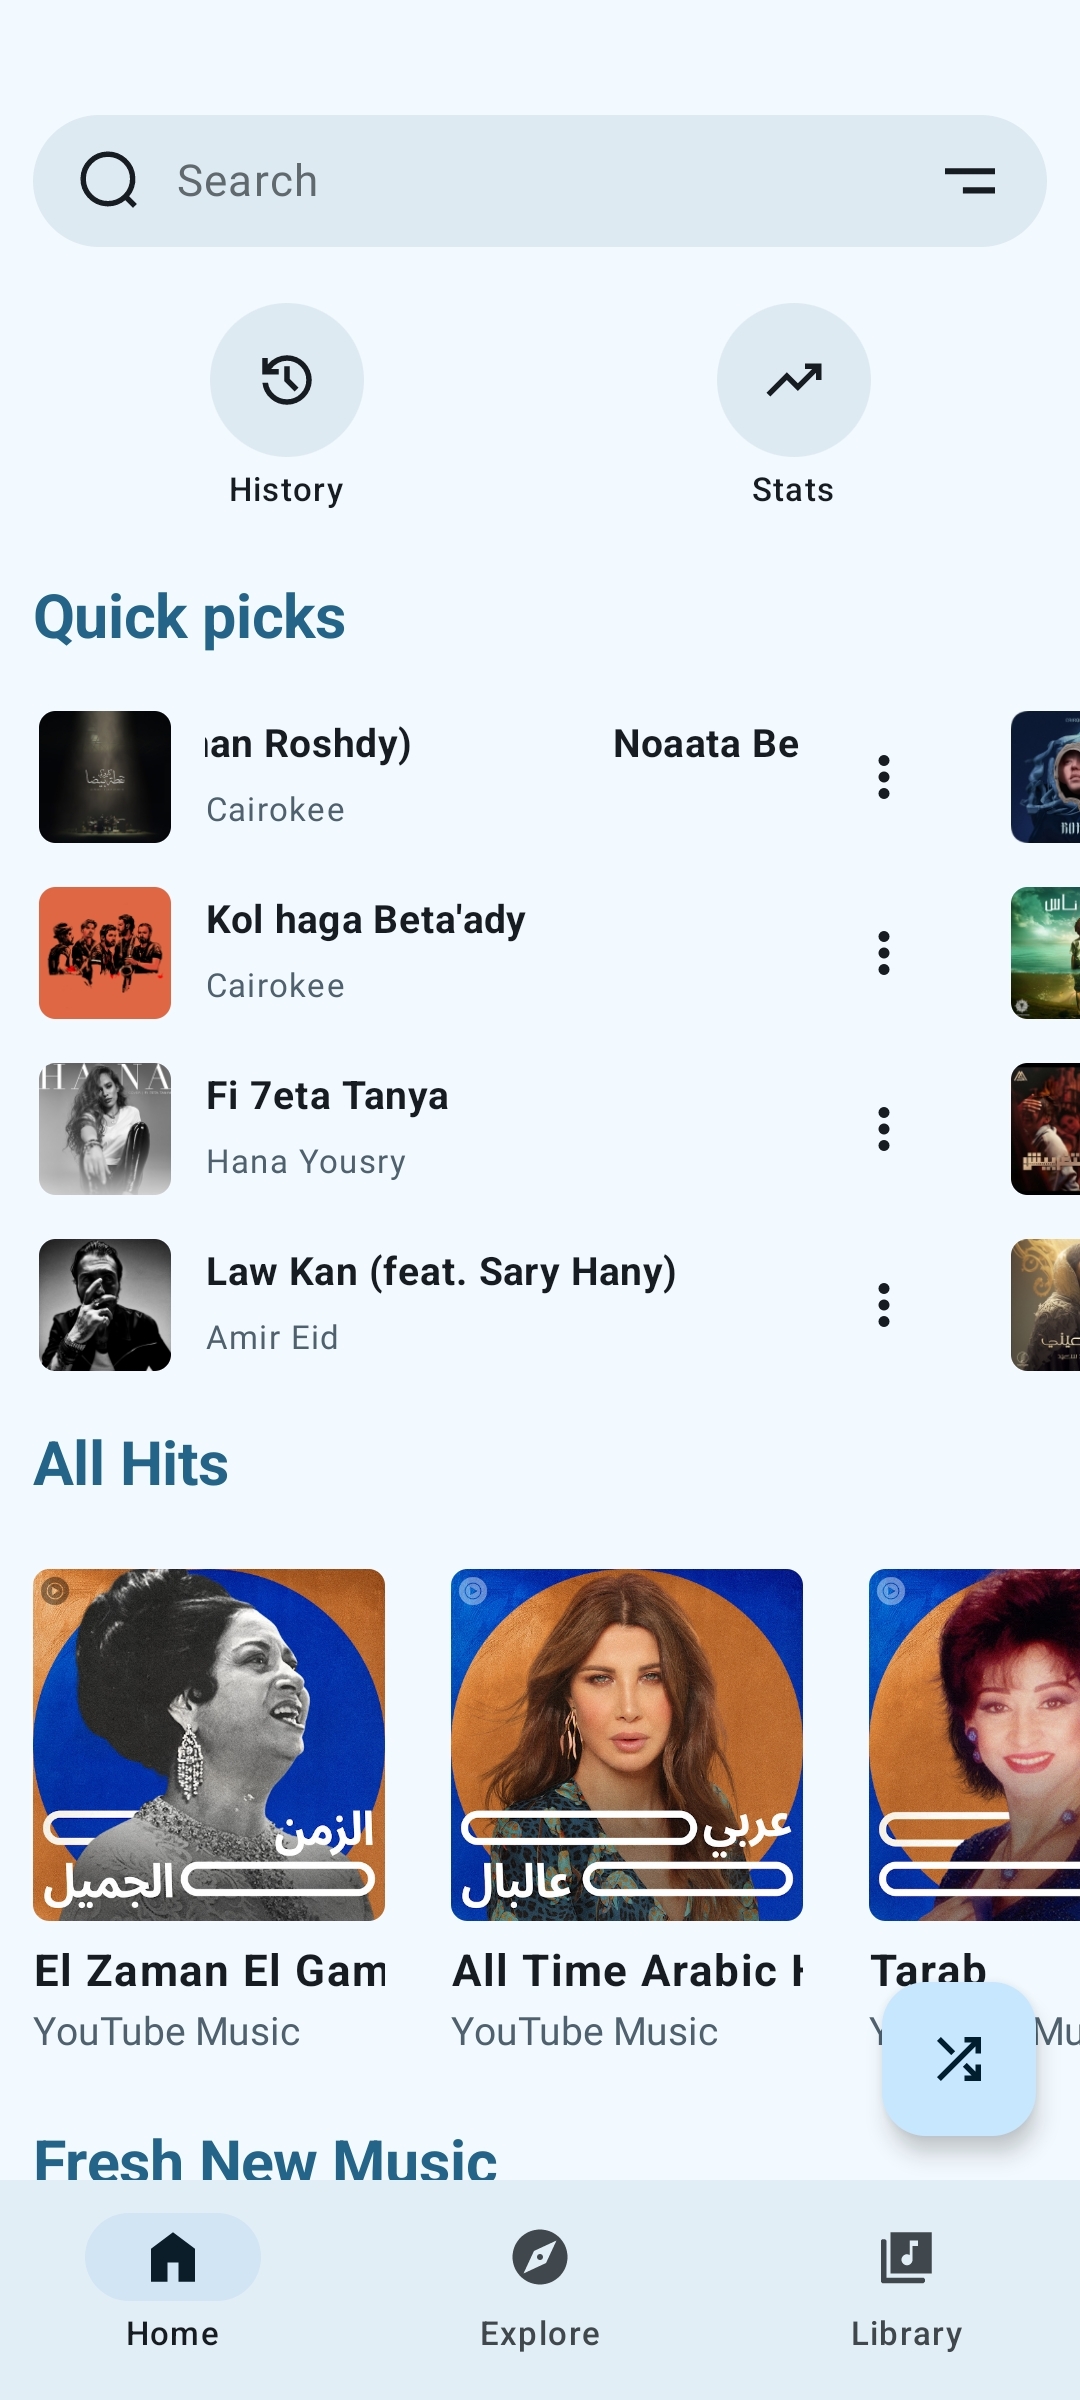 Search
History
Stats
Quick picks
an Roshdy) Noaata Be
Cairokee
Kol haga Beta'ady
Cairokee
HANA
Fi 7eta Tanya
Hana Yousry
Law Kan (feat. Sary Hany)
Amir Eid
All Hits
الزمن
الجميل
عربي
عالبال
El Zaman El Gam
All Time Arabic
Tarab
YouTube Music
YouTube Music
Fresh New Music
Home
Explore
Library